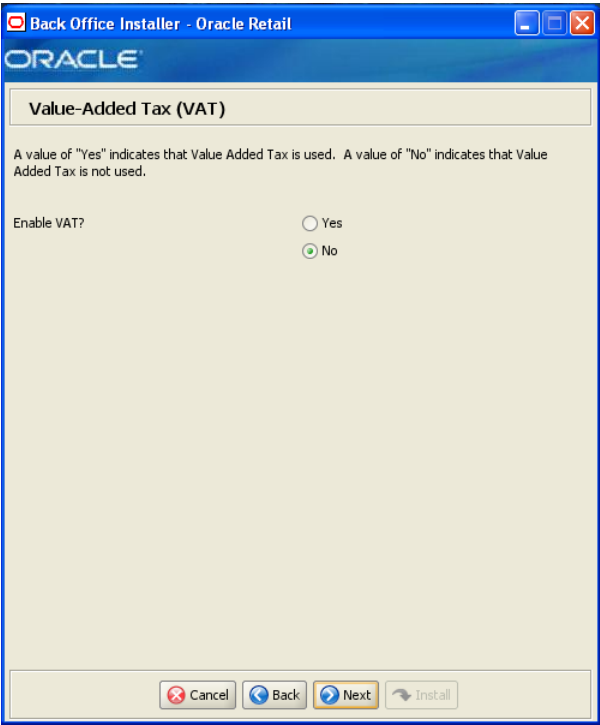 Back Office Installer - Oracle Retail
ORACLE
Value-Added Tax (VAT)
A value of "Yes" indicates that Value Added Tax is used.  A value of "No" indicates that Value
Added Tax is not used.
Enable VAT?
Yes
No
Cancel
Back
Next
Install